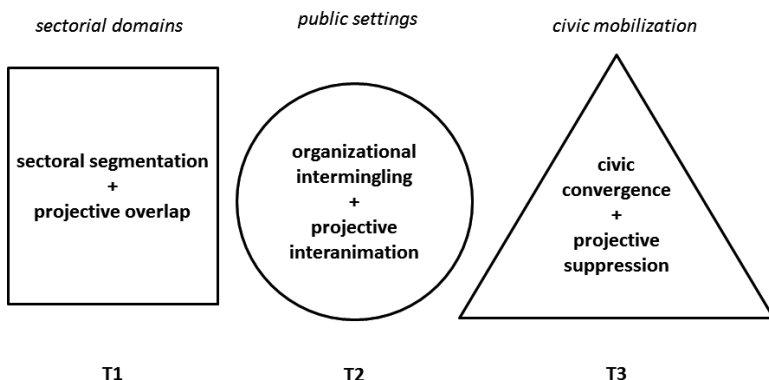 sectorial domains
public settings
civic mobilization
sectoral segmentation
+
projective overlap
organizational
intermingling
+
projective
interanimation
civic
convergence
+
projective
suppression
T1
T2
T3